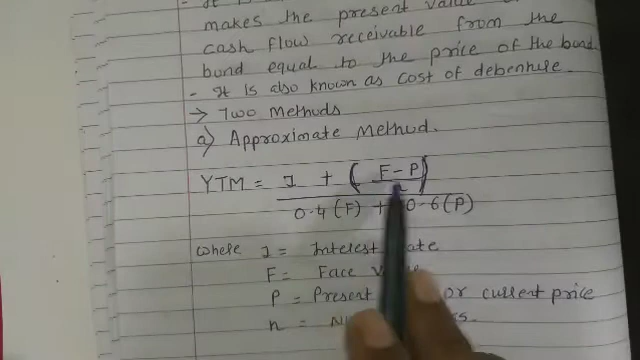 makes the present value
cash flow receivable from the
bond equal to the price of the bond
- It is also known as cost of debenture.
→ Two Methods
a) Approximate Method.
YTM = I + (F-P)
0.4 (F) + 0.6 (P)
where I = Interest
F = Face
P = Present or current price
n =